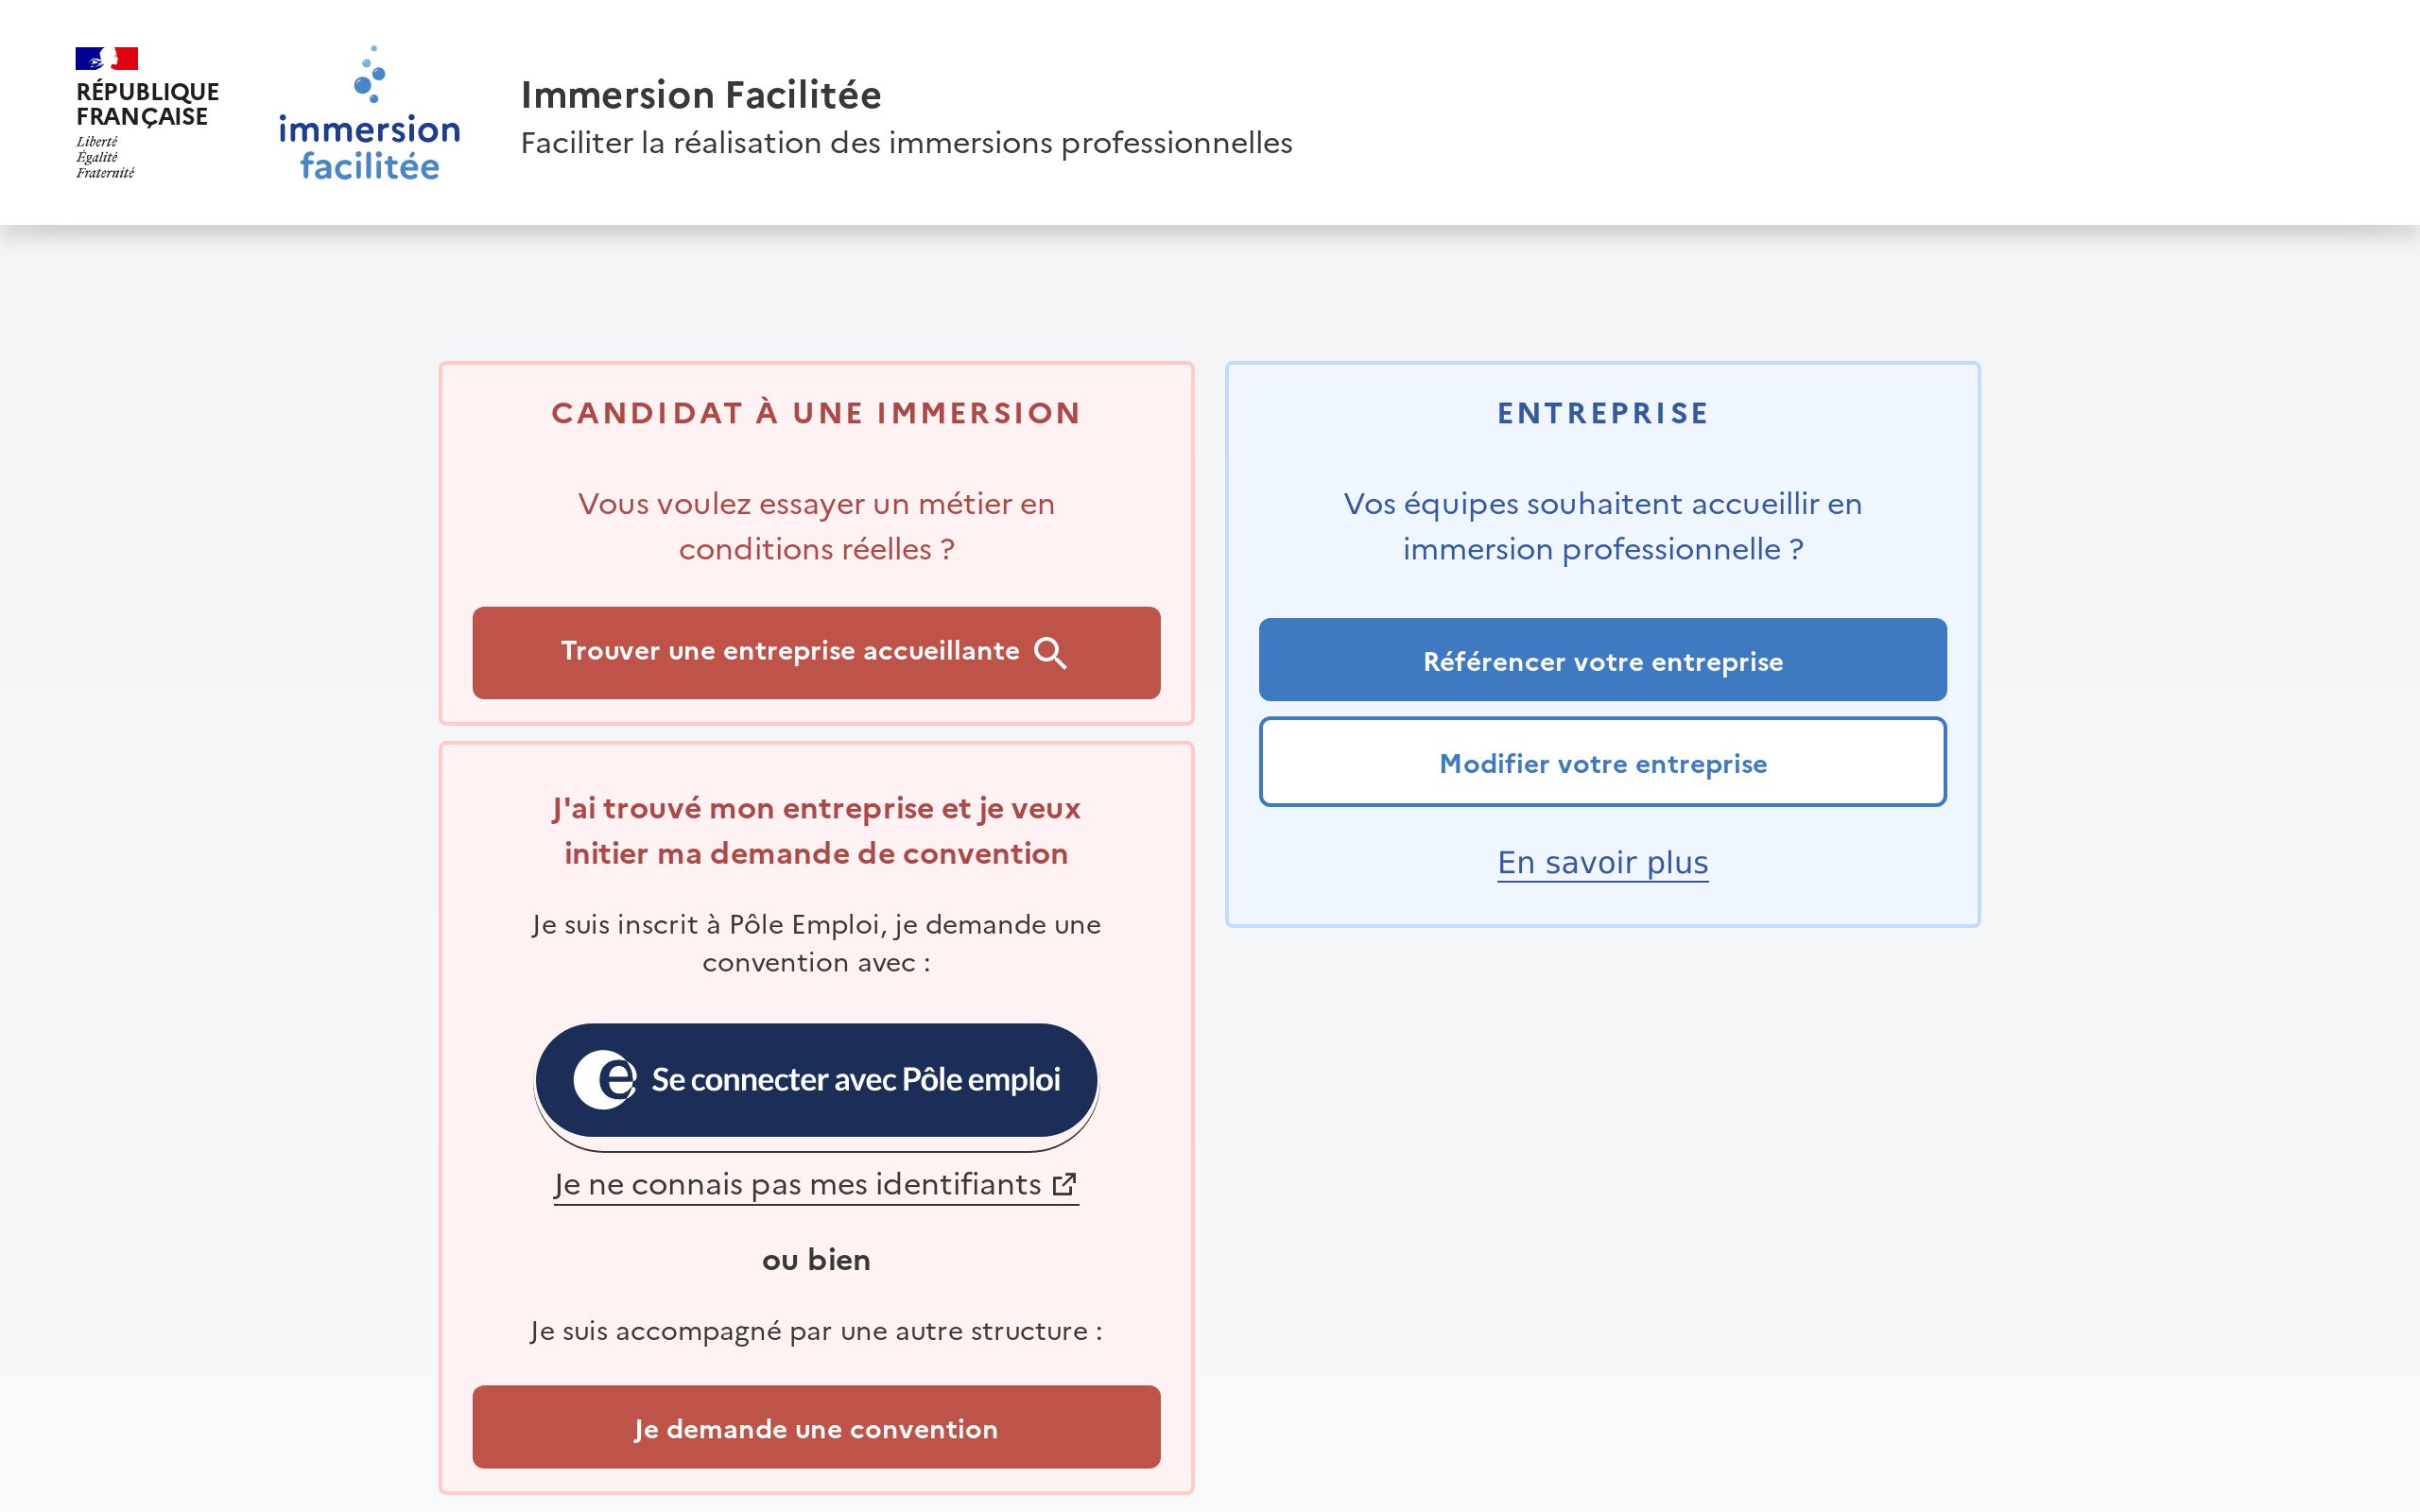 RÉPUBLIQUE
FRANÇAISE
Liberté
Égalité
Fraternité
immersion
facilitée
Immersion Facilitée
Faciliter la réalisation des immersions professionnelles
CANDIDAT À UNE IMMERSION
Vous voulez essayer un métier en
conditions réelles ?
Trouver une entreprise accueillante
J'ai trouvé mon entreprise et je veux
initier ma demande de convention
Je suis inscrit à Pôle Emploi, je demande une
convention avec :
Se connecter avec Pôle emploi
Je ne connais pas mes identifiants
ou bien
Je suis accompagné par une autre structure :
Je demande une convention
ENTREPRISE
Vos équipes souhaitent accueillir en
immersion professionnelle ?
Référencer votre entreprise
Modifier votre entreprise
En savoir plus